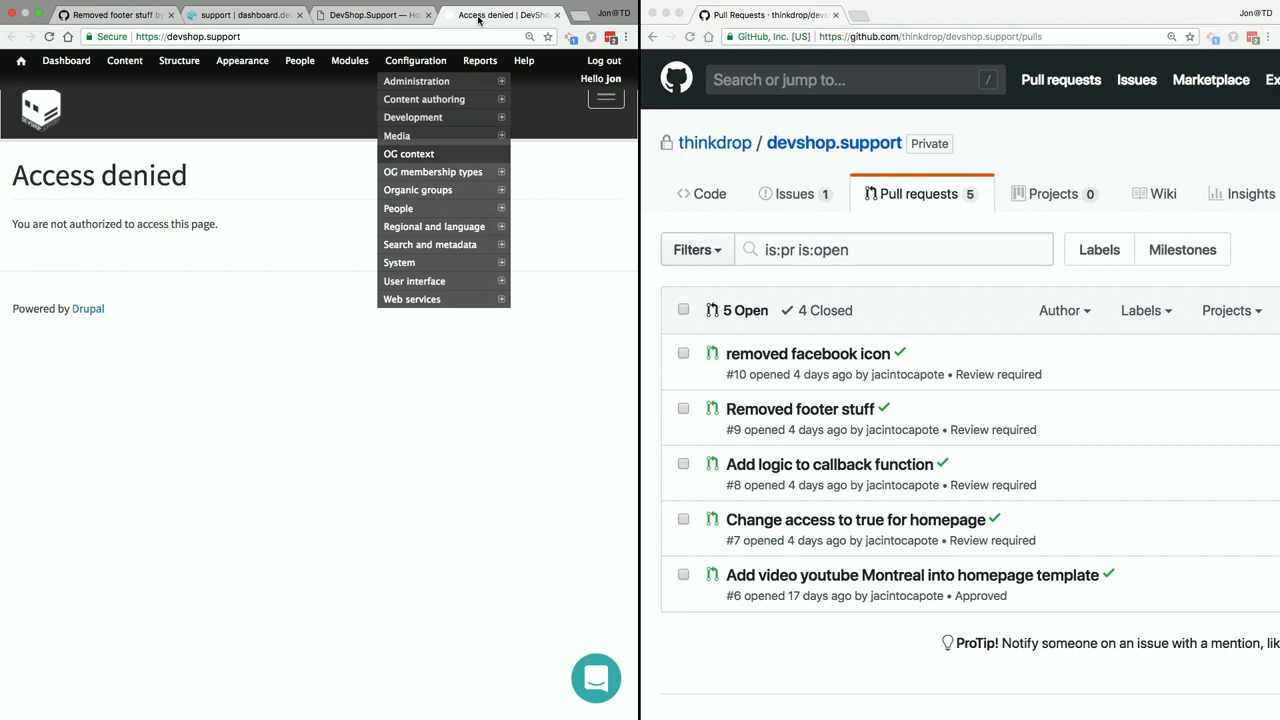 Removed footer stuff b
support | dashboard.de
DevShop.Support — Ho
Access denied | DevSho
Jon@TD
Secure | https://devshop.support
Dashboard Content Structure Appearance People Modules Configuration Reports Help Log out
Hello jon
Administration
Content authoring
Development
Media
OG context
OG membership types
Organic groups
People
Regional and language
Search and metadata
System
User interface
Web services
Access denied
You are not authorized to access this page.
Powered by Drupal
Pull Requests · thinkdrop/devs
Jon@TD
GitHub, Inc. [US] | https://github.com/thinkdrop/devshop.support/pulls
Search or jump to... /
Pull requests Issues Marketplace Ex
thinkdrop / devshop.support Private
Code Issues 1 Pull requests 5 Projects 0 Wiki Insights
Filters is:pr is:open Labels Milestones
5 Open 4 Closed Author Labels Projects
removed facebook icon
#10 opened 4 days ago by jacintocapote • Review required
Removed footer stuff
#9 opened 4 days ago by jacintocapote • Review required
Add logic to callback function
#8 opened 4 days ago by jacintocapote • Review required
Change access to true for homepage
#7 opened 4 days ago by jacintocapote • Review required
Add video youtube Montreal into homepage template
#6 opened 17 days ago by jacintocapote • Approved
ProTip! Notify someone on an issue with a mention, lik